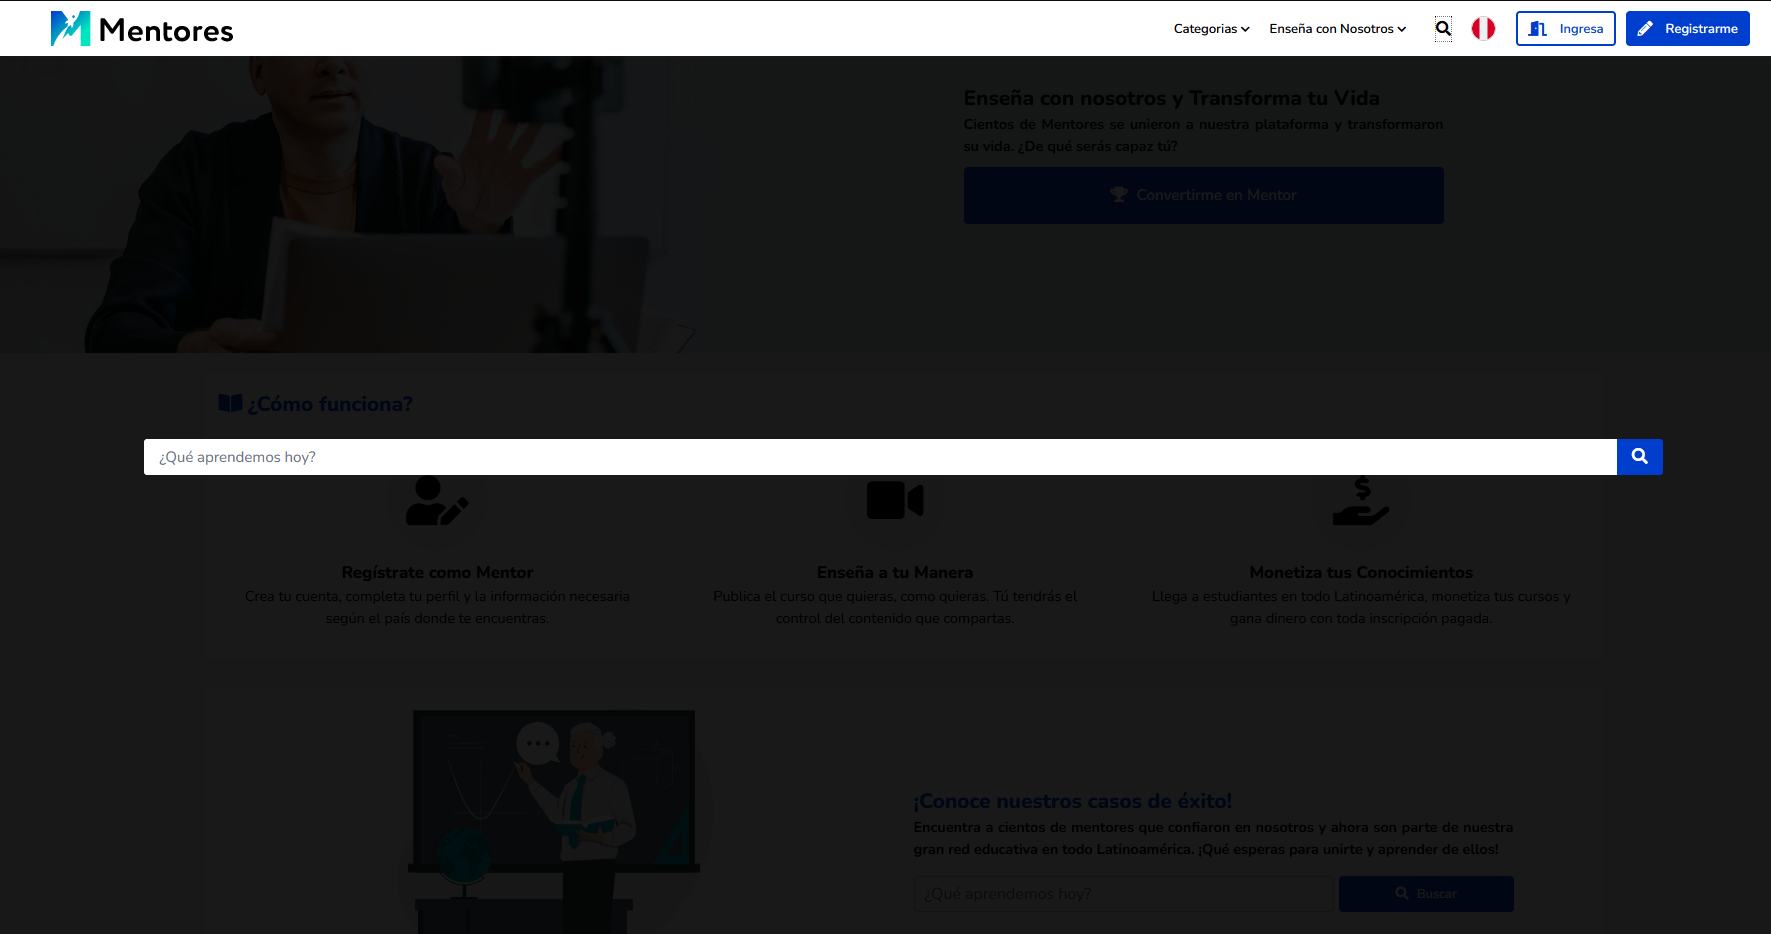 Mentores
Categorias
Enseña con Nosotros
Ingresa
Registrarme
Enseña con nosotros y Transforma tu Vida
Cientos de Mentores se unieron a nuestra plataforma y transformaron
su vida. ¿De qué serás capaz tú?
Convertirme en Mentor
¿Cómo funciona?
¿Qué aprendemos hoy?
Regístrate como Mentor
Crea tu cuenta, completa tu perfil y la información necesaria
según el país donde te encuentras.
Enseña a tu Manera
Publica el curso que quieras, como quieras. Tú tendrás el
control del contenido que compartas.
Monetiza tus Conocimientos
Llega a estudiantes en todo Latinoamérica, monetiza tus cursos y
gana dinero con toda inscripción pagada.
¡Conoce nuestros casos de éxito!
Encuentra a cientos de mentores que confiaron en nosotros y ahora son parte de nuestra
gran red educativa en todo Latinoamérica. ¡Qué esperas para unirte y aprender de ellos!
¿Qué aprendemos hoy?
Buscar